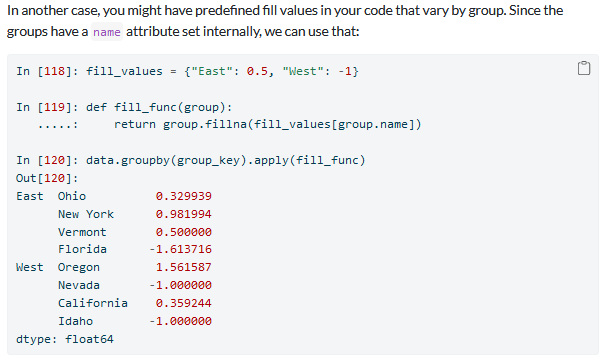 In another case, you might have predefined fill values in your code that vary by group. Since the
groups have a name attribute set internally, we can use that:
In [118]: fill_values = {"East": 0.5, "West": -1}
In [119]: def fill_func(group):
   .....:     return group.fillna(fill_values[group.name])
In [120]: data.groupby(group_key).apply(fill_func)
Out[120]:
East  Ohio          0.329939
      New York      0.981994
      Vermont       0.500000
      Florida      -1.613716
West  Oregon        1.561587
      Nevada       -1.000000
      California    0.359244
      Idaho        -1.000000
dtype: float64